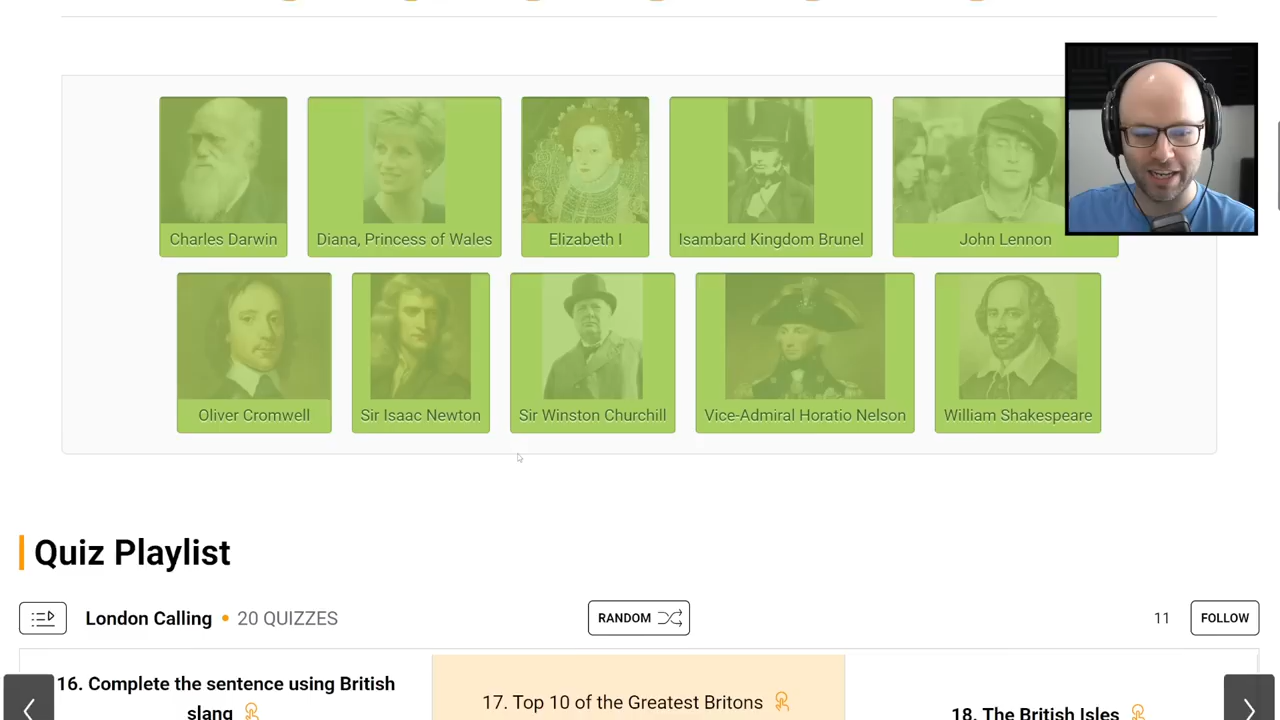 Charles Darwin
Diana, Princess of Wales
Elizabeth I
Isambard Kingdom Brunel
John Lennon
Oliver Cromwell
Sir Isaac Newton
Sir Winston Churchill
Vice-Admiral Horatio Nelson
William Shakespeare
Quiz Playlist
London Calling • 20 QUIZZES
RANDOM
11
FOLLOW
16. Complete the sentence using British
slang
17. Top 10 of the Greatest Britons
18. The British Isles